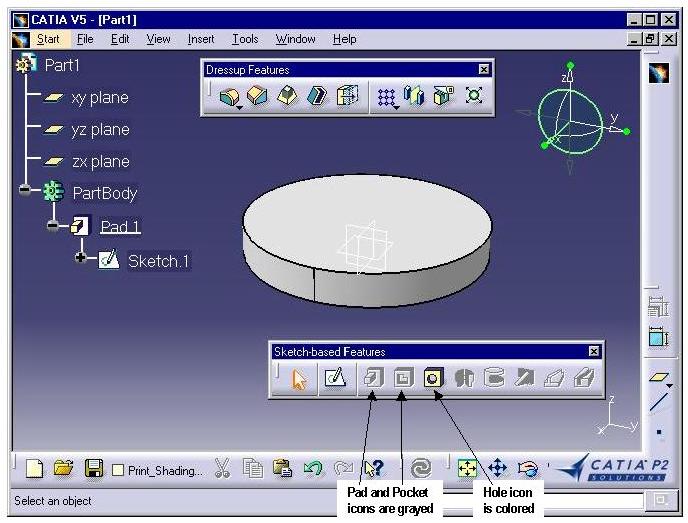 CATIA V5 - [Part1]
Start File Edit View Insert Tools Window Help
Part1
xy plane
yz plane
zx plane
PartBody
Pad.1
Sketch.1
Dressup Features
z
y
x
Sketch-based Features
z
x y
Print_Shading...
CATIA P2
SOLUTIONS
Pad and Pocket
icons are grayed
Hole icon
is colored
Select an object